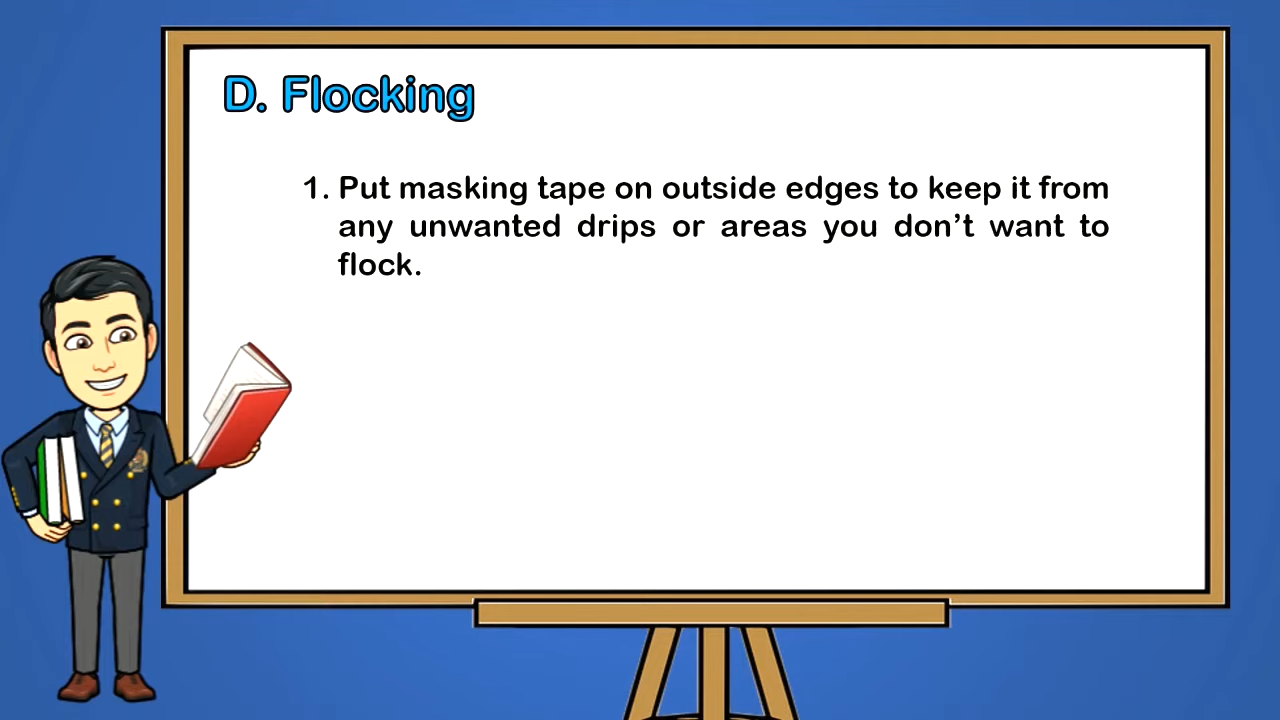 D. Flocking
1. Put masking tape on outside edges to keep it from
any unwanted drips or areas you don’t want to
flock.